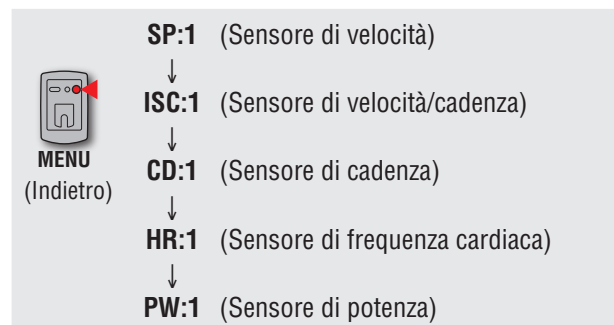 SP:1 (Sensore di velocità)
↓
ISC:1 (Sensore di velocità/cadenza)
↓
MENU
(Indietro)
CD:1 (Sensore di cadenza)
↓
HR:1 (Sensore di frequenza cardiaca)
↓
PW:1 (Sensore di potenza)